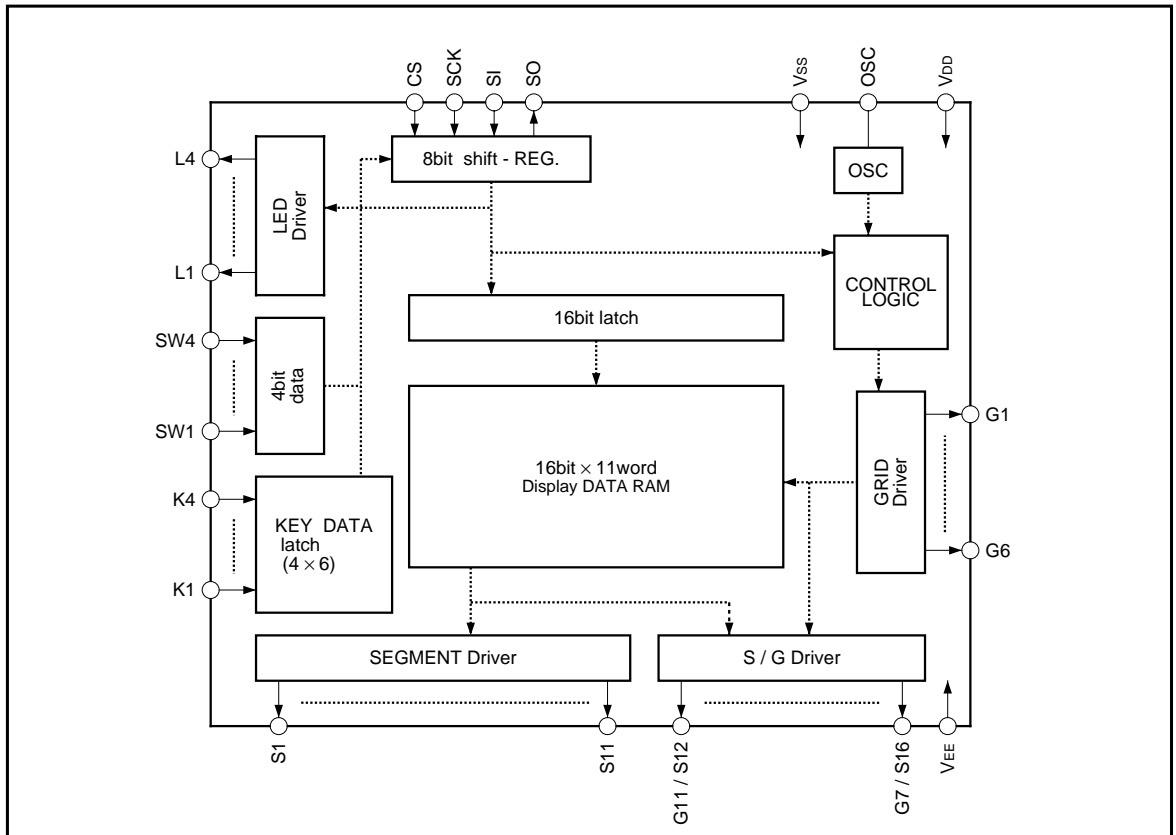 CS
SCK
SI
SO
VSS
OSC
VDD
L4
L1
LED
Driver
8bit shift - REG.
OSC
CONTROL
LOGIC
16bit latch
SW4
SW1
4bit
data
16bit × 11word
Display DATA RAM
GRID
Driver
G1
G6
K4
K1
KEY DATA
latch
(4 × 6)
SEGMENT Driver
S / G Driver
S1
S11
G11 / S12
G7 / S16
VEE